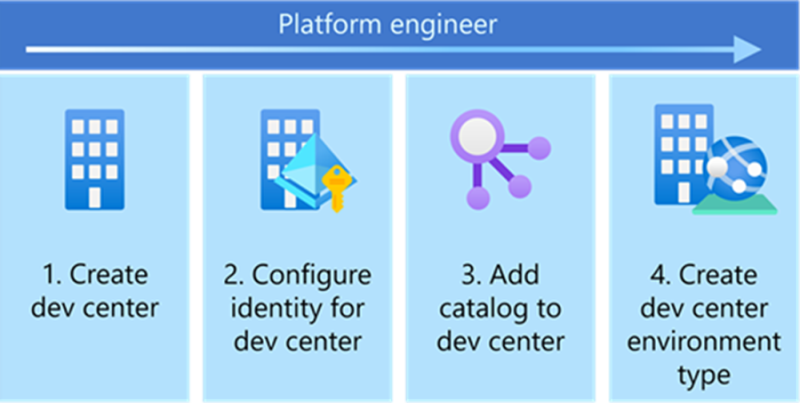 Platform engineer
1. Create
dev center
2. Configure
identity for
dev center
3. Add
catalog to
dev center
4. Create
dev center
environment
type